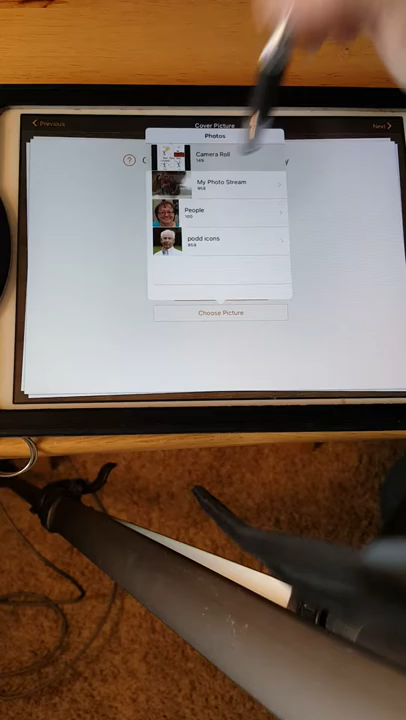 Previous
Cover Picture
Next
Photos
?
Camera Roll
My Photo Stream
People
podd icons
Choose Picture